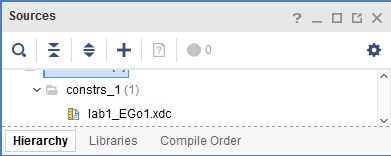 Sources
0
constrs_1 (1)
lab1_EGo1.xdc
Hierarchy Libraries Compile Order